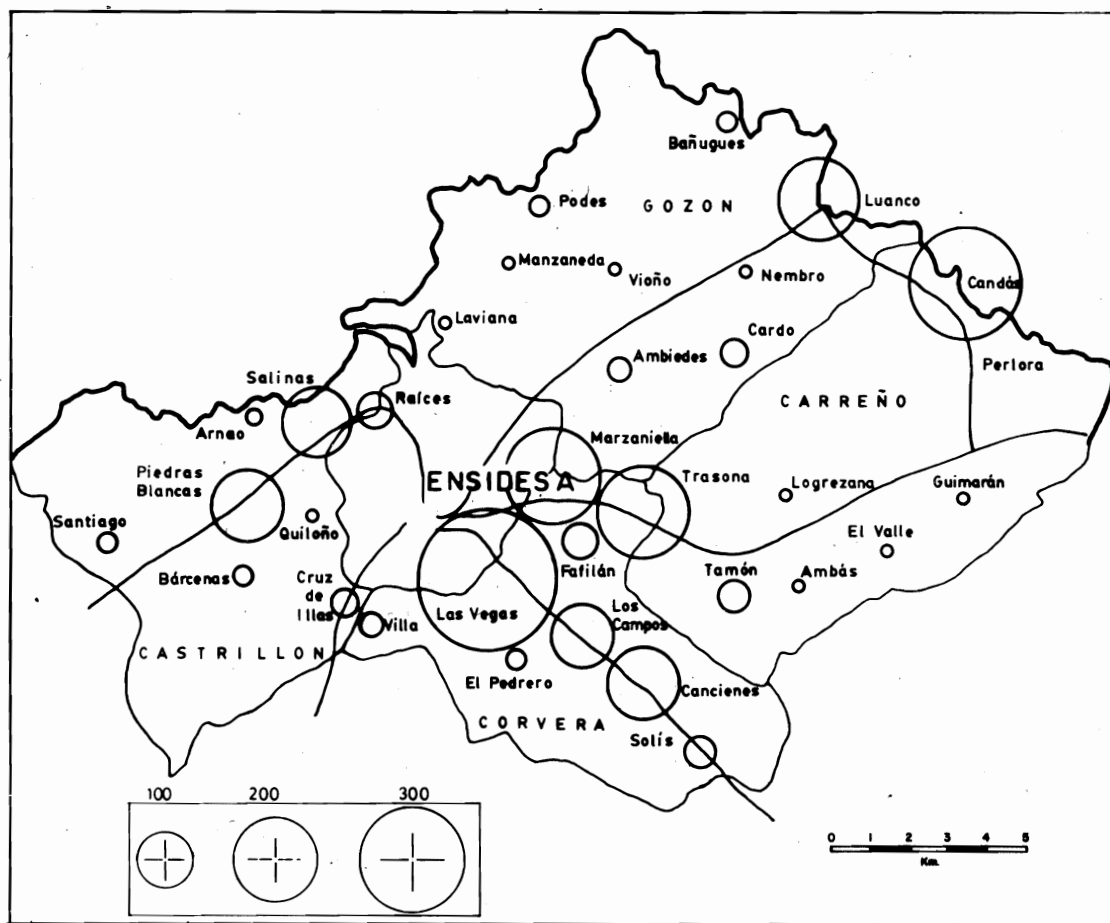 Bañugues
Podes
GOZON
Luanco
Manzaneda
Vioño
Nembro
Candás
Laviana
Cardo
Ambiedes
Perlora
Salinas
Raíces
CARREÑO
Arnao
Marzaniella
Piedras
Blancas
ENSIDESA
Trasona
Logrezana
Guimarán
Santiago
Quiloño
El Valle
Bárcenas
Cruz
de
Illas
Fafilán
Tamón
Ambás
Las Vegas
Los
Campos
Villa
CASTRILLON
El Pedrero
Cancienes
CORVERA
Solís
100 200 300
0 1 2 3 4 5
Km.